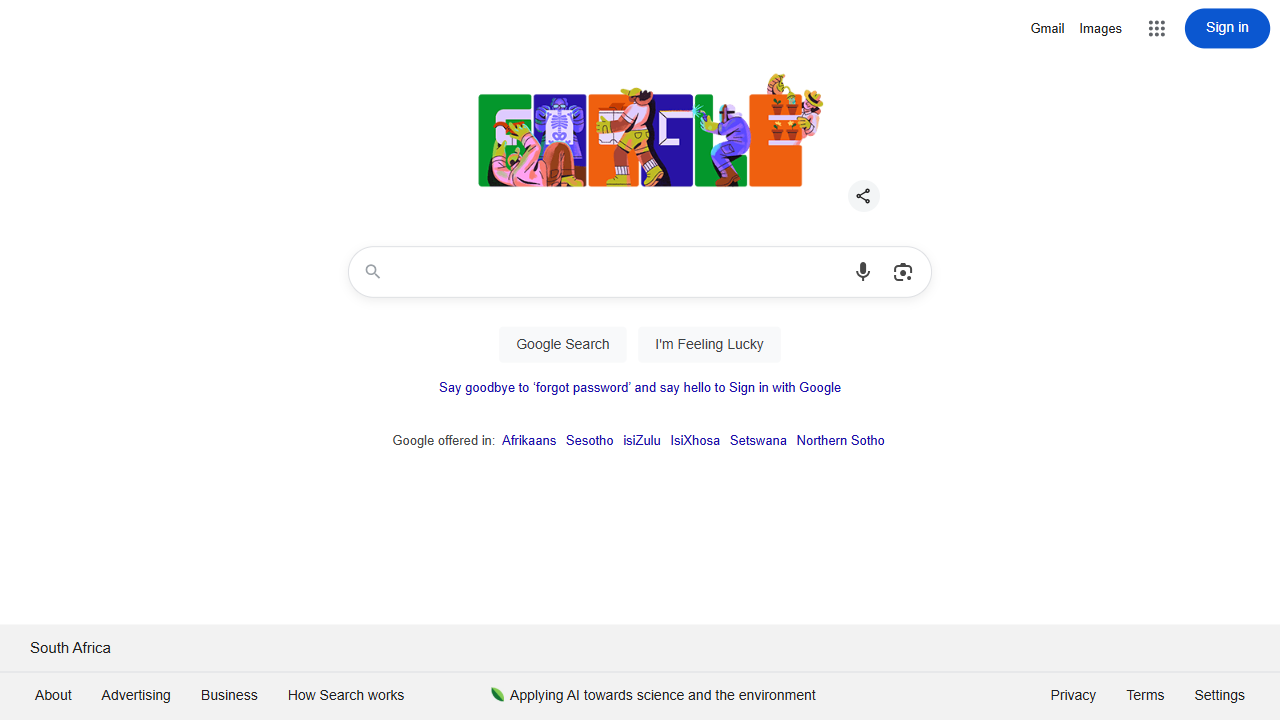 Gmail Images Sign in
GOOGLE
Google Search I'm Feeling Lucky
Say goodbye to ‘forgot password’ and say hello to Sign in with Google
Google offered in: Afrikaans Sesotho isiZulu IsiXhosa Setswana Northern Sotho
South Africa
About Advertising Business How Search works Applying AI towards science and the environment Privacy Terms Settings